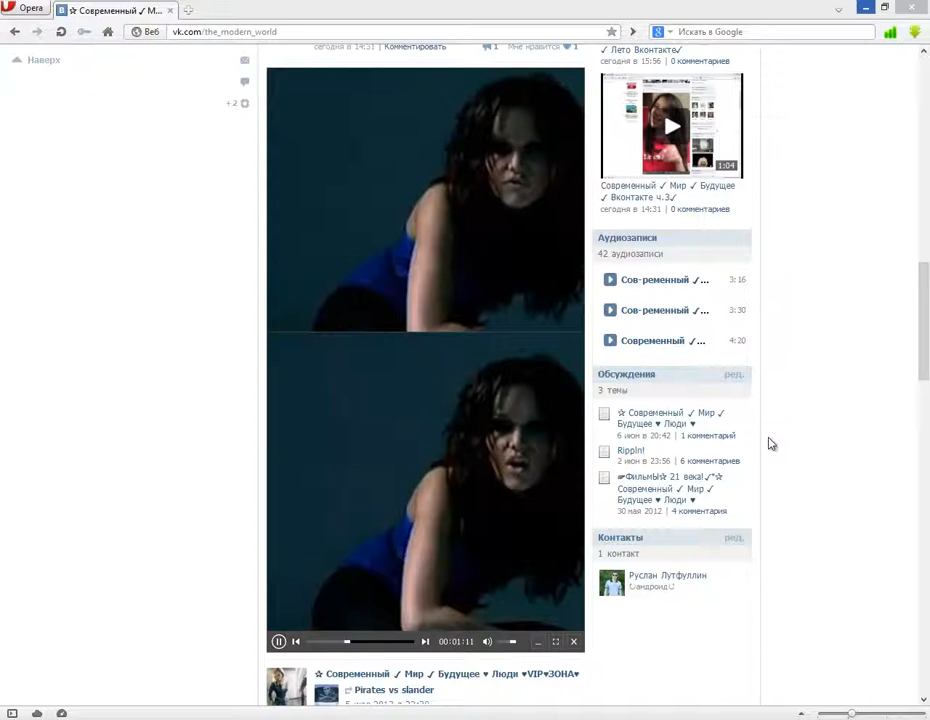 Opera
☆ Современный ✓ М...
Веб
vk.com/the_modern_world
Искать в Google
Наверх
+2
сегодня в 14:31 | Комментировать
1 Мне нравится ♥ 1
✓ Лето Вконтакте✓
сегодня в 15:56 | 0 комментариев
1:04
Современный ✓ Мир ✓ Будущее
✓ Вконтакте ч.3✓
сегодня в 14:31 | 0 комментариев
Аудиозаписи
42 аудиозаписи
Сов-ременный ✓... 3:16
Сов-ременный ✓... 3:30
Современный ✓... 4:20
Обсуждения ред.
3 темы
☆ Современный ✓ Мир ✓
Будущее ♥ Люди ♥
6 июн в 20:42 | 1 комментарий
Rippin!
2 июн в 23:56 | 6 комментариев
☛ФильмЫ☆ 21 века!✓*☆
Современный ✓ Мир ✓
Будущее ♥ Люди ♥
30 мая 2012 | 4 комментария
Контакты ред.
1 контакт
Руслан Лутфуллин
андроид
00:01:11
☆ Современный ✓ Мир ✓ Будущее ♥ Люди ♥VIP♥ЗОНА♥
Pirates vs slander